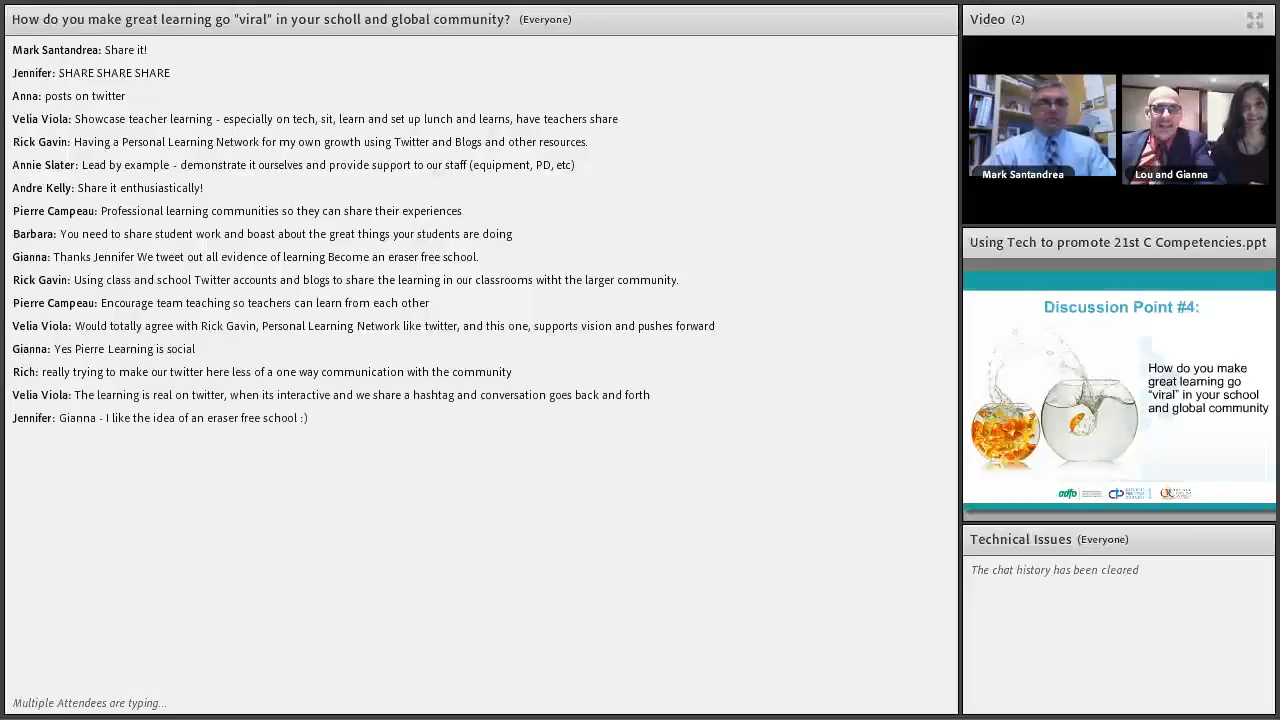 How do you make great learning go "viral" in your scholl and global community? (Everyone)
Mark Santandrea: Share it!
Jennifer: SHARE SHARE SHARE
Anna: posts on twitter
Velia Viola: Showcase teacher learning - especially on tech, sit, learn and set up lunch and learns, have teachers share
Rick Gavin: Having a Personal Learning Network for my own growth using Twitter and Blogs and other resources.
Annie Slater: Lead by example - demonstrate it ourselves and provide support to our staff (equipment, PD, etc)
Andre Kelly: Share it enthusiastically!
Pierre Campeau: Professional learning communities so they can share their experiences
Barbara: You need to share student work and boast about the great things your students are doing
Gianna: Thanks Jennifer We tweet out all evidence of learning Become an eraser free school.
Rick Gavin: Using class and school Twitter accounts and blogs to share the learning in our classrooms witht the larger community.
Pierre Campeau: Encourage team teaching so teachers can learn from each other
Velia Viola: Would totally agree with Rick Gavin, Personal Learning Network like twitter, and this one, supports vision and pushes forward
Gianna: Yes Pierre Learning is social
Rich: really trying to make our twitter here less of a one way communication with the community
Velia Viola: The learning is real on twitter, when its interactive and we share a hashtag and conversation goes back and forth
Jennifer: Gianna - I like the idea of an eraser free school :)
Multiple Attendees are typing...
Video (2)
Mark Santandrea
Lou and Gianna
Using Tech to promote 21st C Competencies.ppt
Discussion Point #4:
How do you make
great learning go
"viral" in your school
and global community
adfo
Technical Issues (Everyone)
The chat history has been cleared